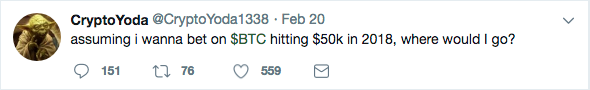 CryptoYoda @CryptoYoda1338 · Feb 20
assuming i wanna bet on $BTC hitting $50k in 2018, where would I go?
151 76 559